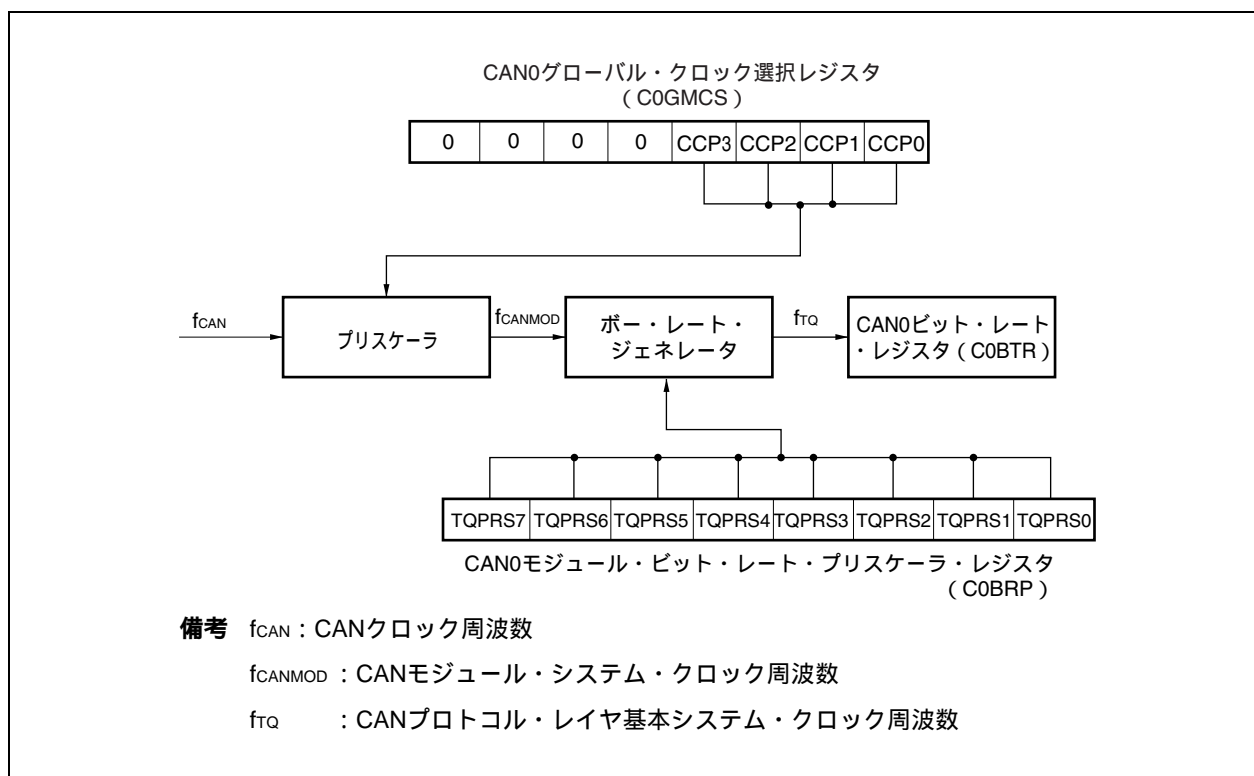 CAN0グローバル・クロック選択レジスタ
(C0GMCS)
0 0 0 0 CCP3 CCP2 CCP1 CCP0
fCAN
プリスケーラ
fCANMOD
ボー・レート・
ジェネレータ
fTQ
CAN0ビット・レート
・レジスタ(C0BTR)
TQPRS7 TQPRS6 TQPRS5 TQPRS4 TQPRS3 TQPRS2 TQPRS1 TQPRS0
CAN0モジュール・ビット・レート・プリスケーラ・レジスタ
(C0BRP)
備考 fCAN:CANクロック周波数
fCANMOD:CANモジュール・システム・クロック周波数
fTQ :CANプロトコル・レイヤ基本システム・クロック周波数